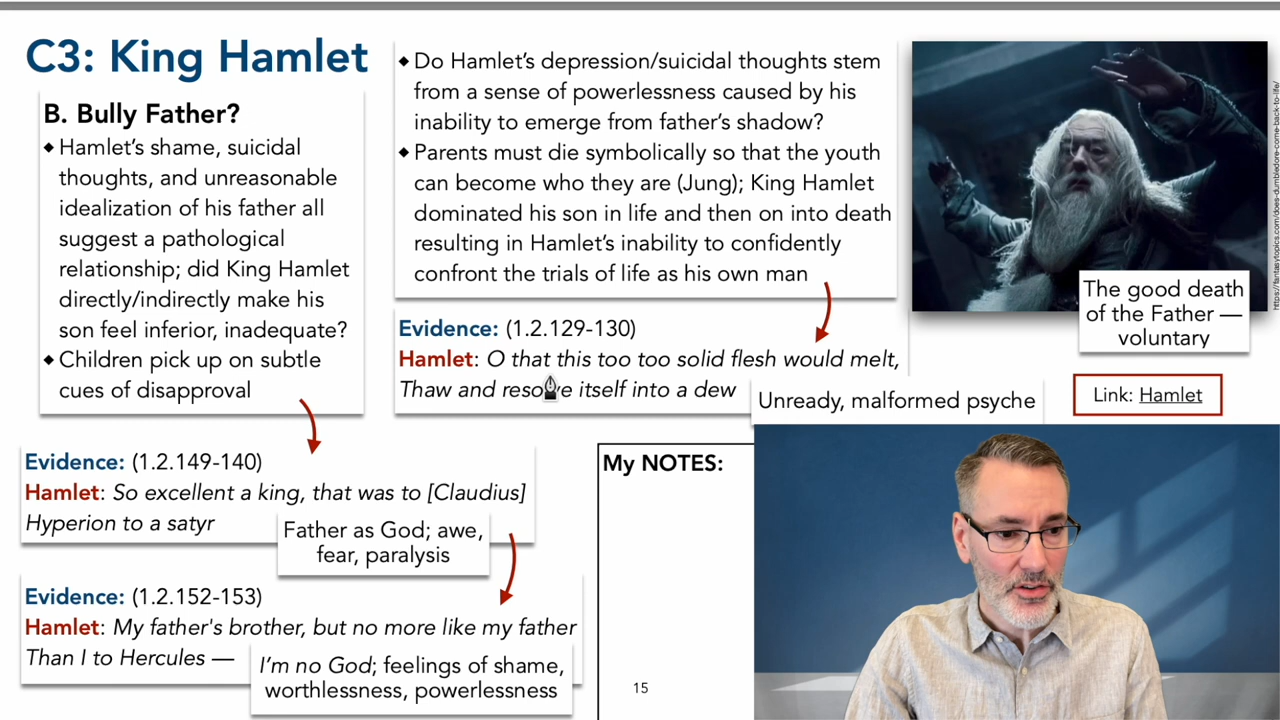 C3: King Hamlet
B. Bully Father?
◆ Hamlet’s shame, suicidal
thoughts, and unreasonable
idealization of his father all
suggest a pathological
relationship; did King Hamlet
directly/indirectly make his
son feel inferior, inadequate?
◆ Children pick up on subtle
cues of disapproval
Evidence: (1.2.149-140)
Hamlet: So excellent a king, that was to [Claudius]
Hyperion to a satyr
Father as God; awe,
fear, paralysis
Evidence: (1.2.152-153)
Hamlet: My father's brother, but no more like my father
Than I to Hercules —
I’m no God; feelings of shame,
worthlessness, powerlessness
◆ Do Hamlet’s depression/suicidal thoughts stem
from a sense of powerlessness caused by his
inability to emerge from father’s shadow?
◆ Parents must die symbolically so that the youth
can become who they are (Jung); King Hamlet
dominated his son in life and then on into death
resulting in Hamlet’s inability to confidently
confront the trials of life as his own man
Evidence: (1.2.129-130)
Hamlet: O that this too too solid flesh would melt,
Thaw and resolve itself into a dew
Unready, malformed psyche
The good death
of the Father —
voluntary
https://fantasytopics.com/does-dumbledore-come-back-to-life/
Link: Hamlet
My NOTES:
15